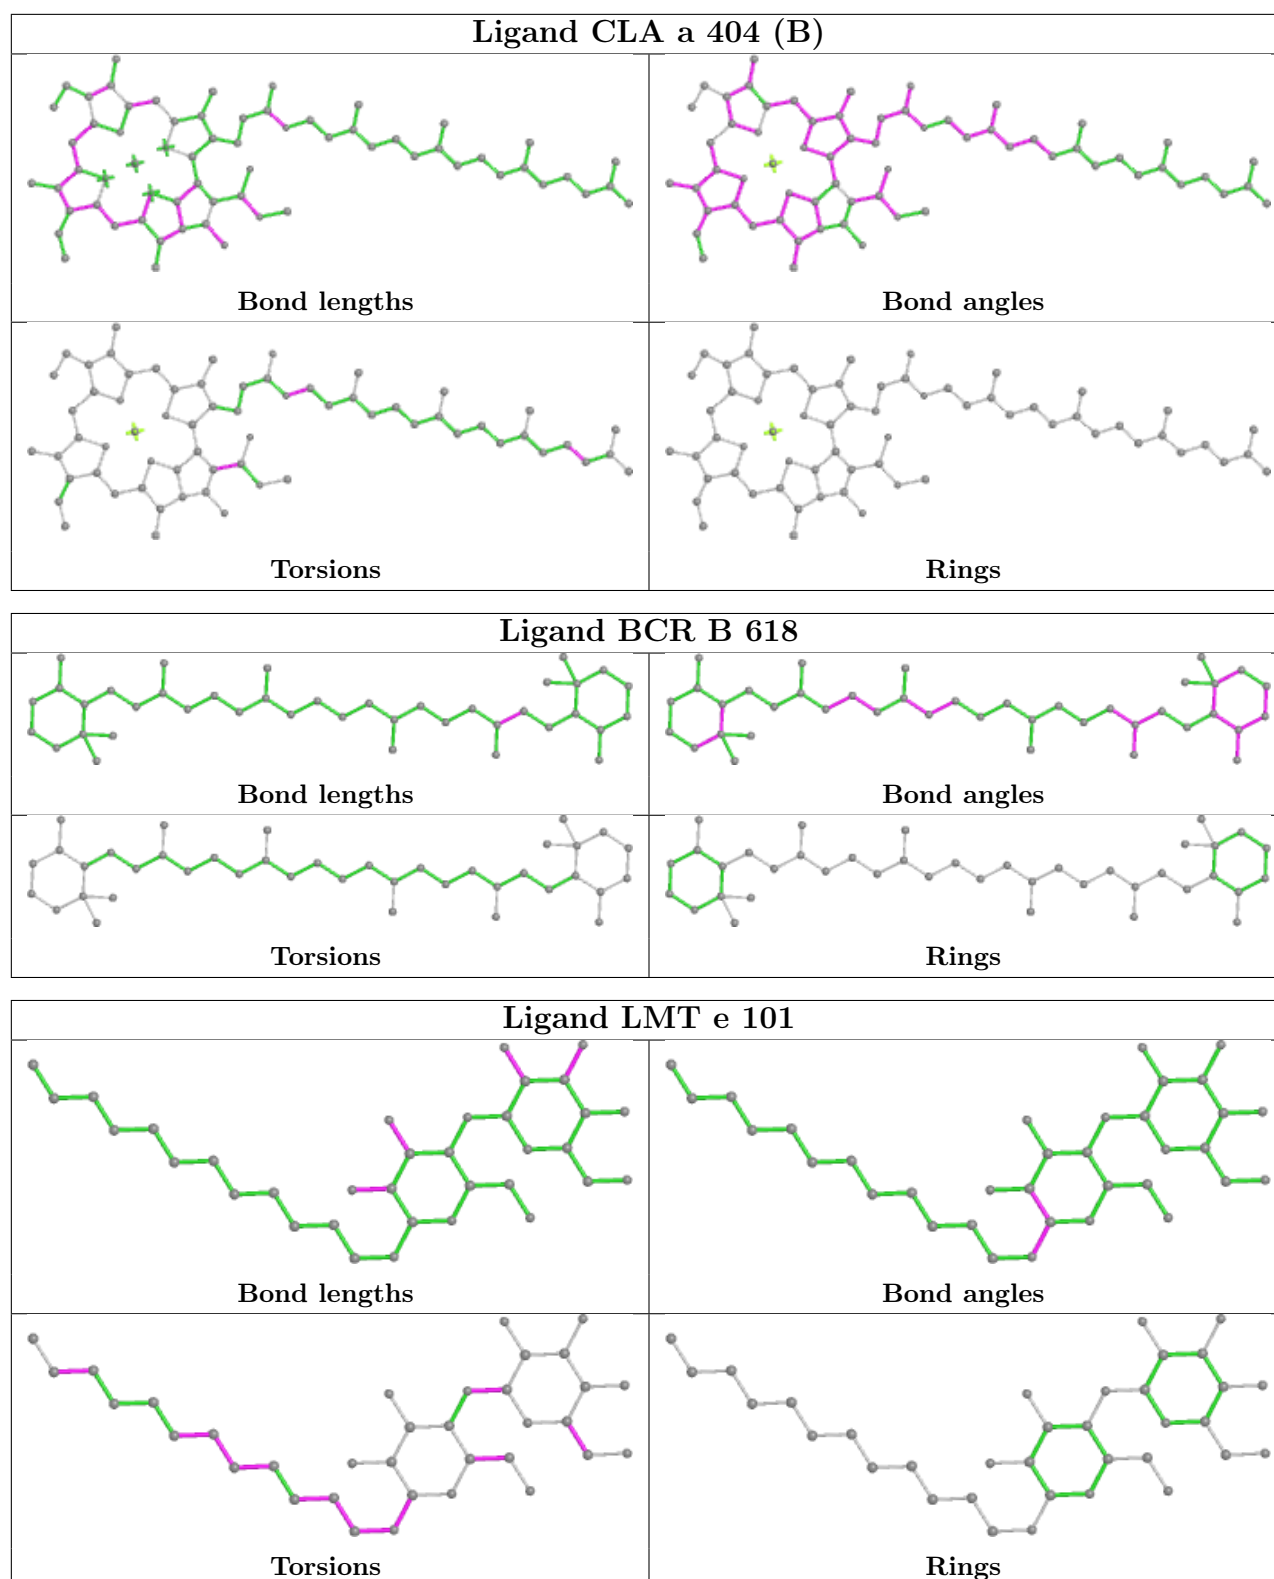 Ligand CLA a 404 (B)
Bond lengths
Bond angles
Torsions
Rings
Ligand BCR B 618
Bond lengths
Bond angles
Torsions
Rings
Ligand LMT e 101
Bond lengths
Bond angles
Torsions
Rings